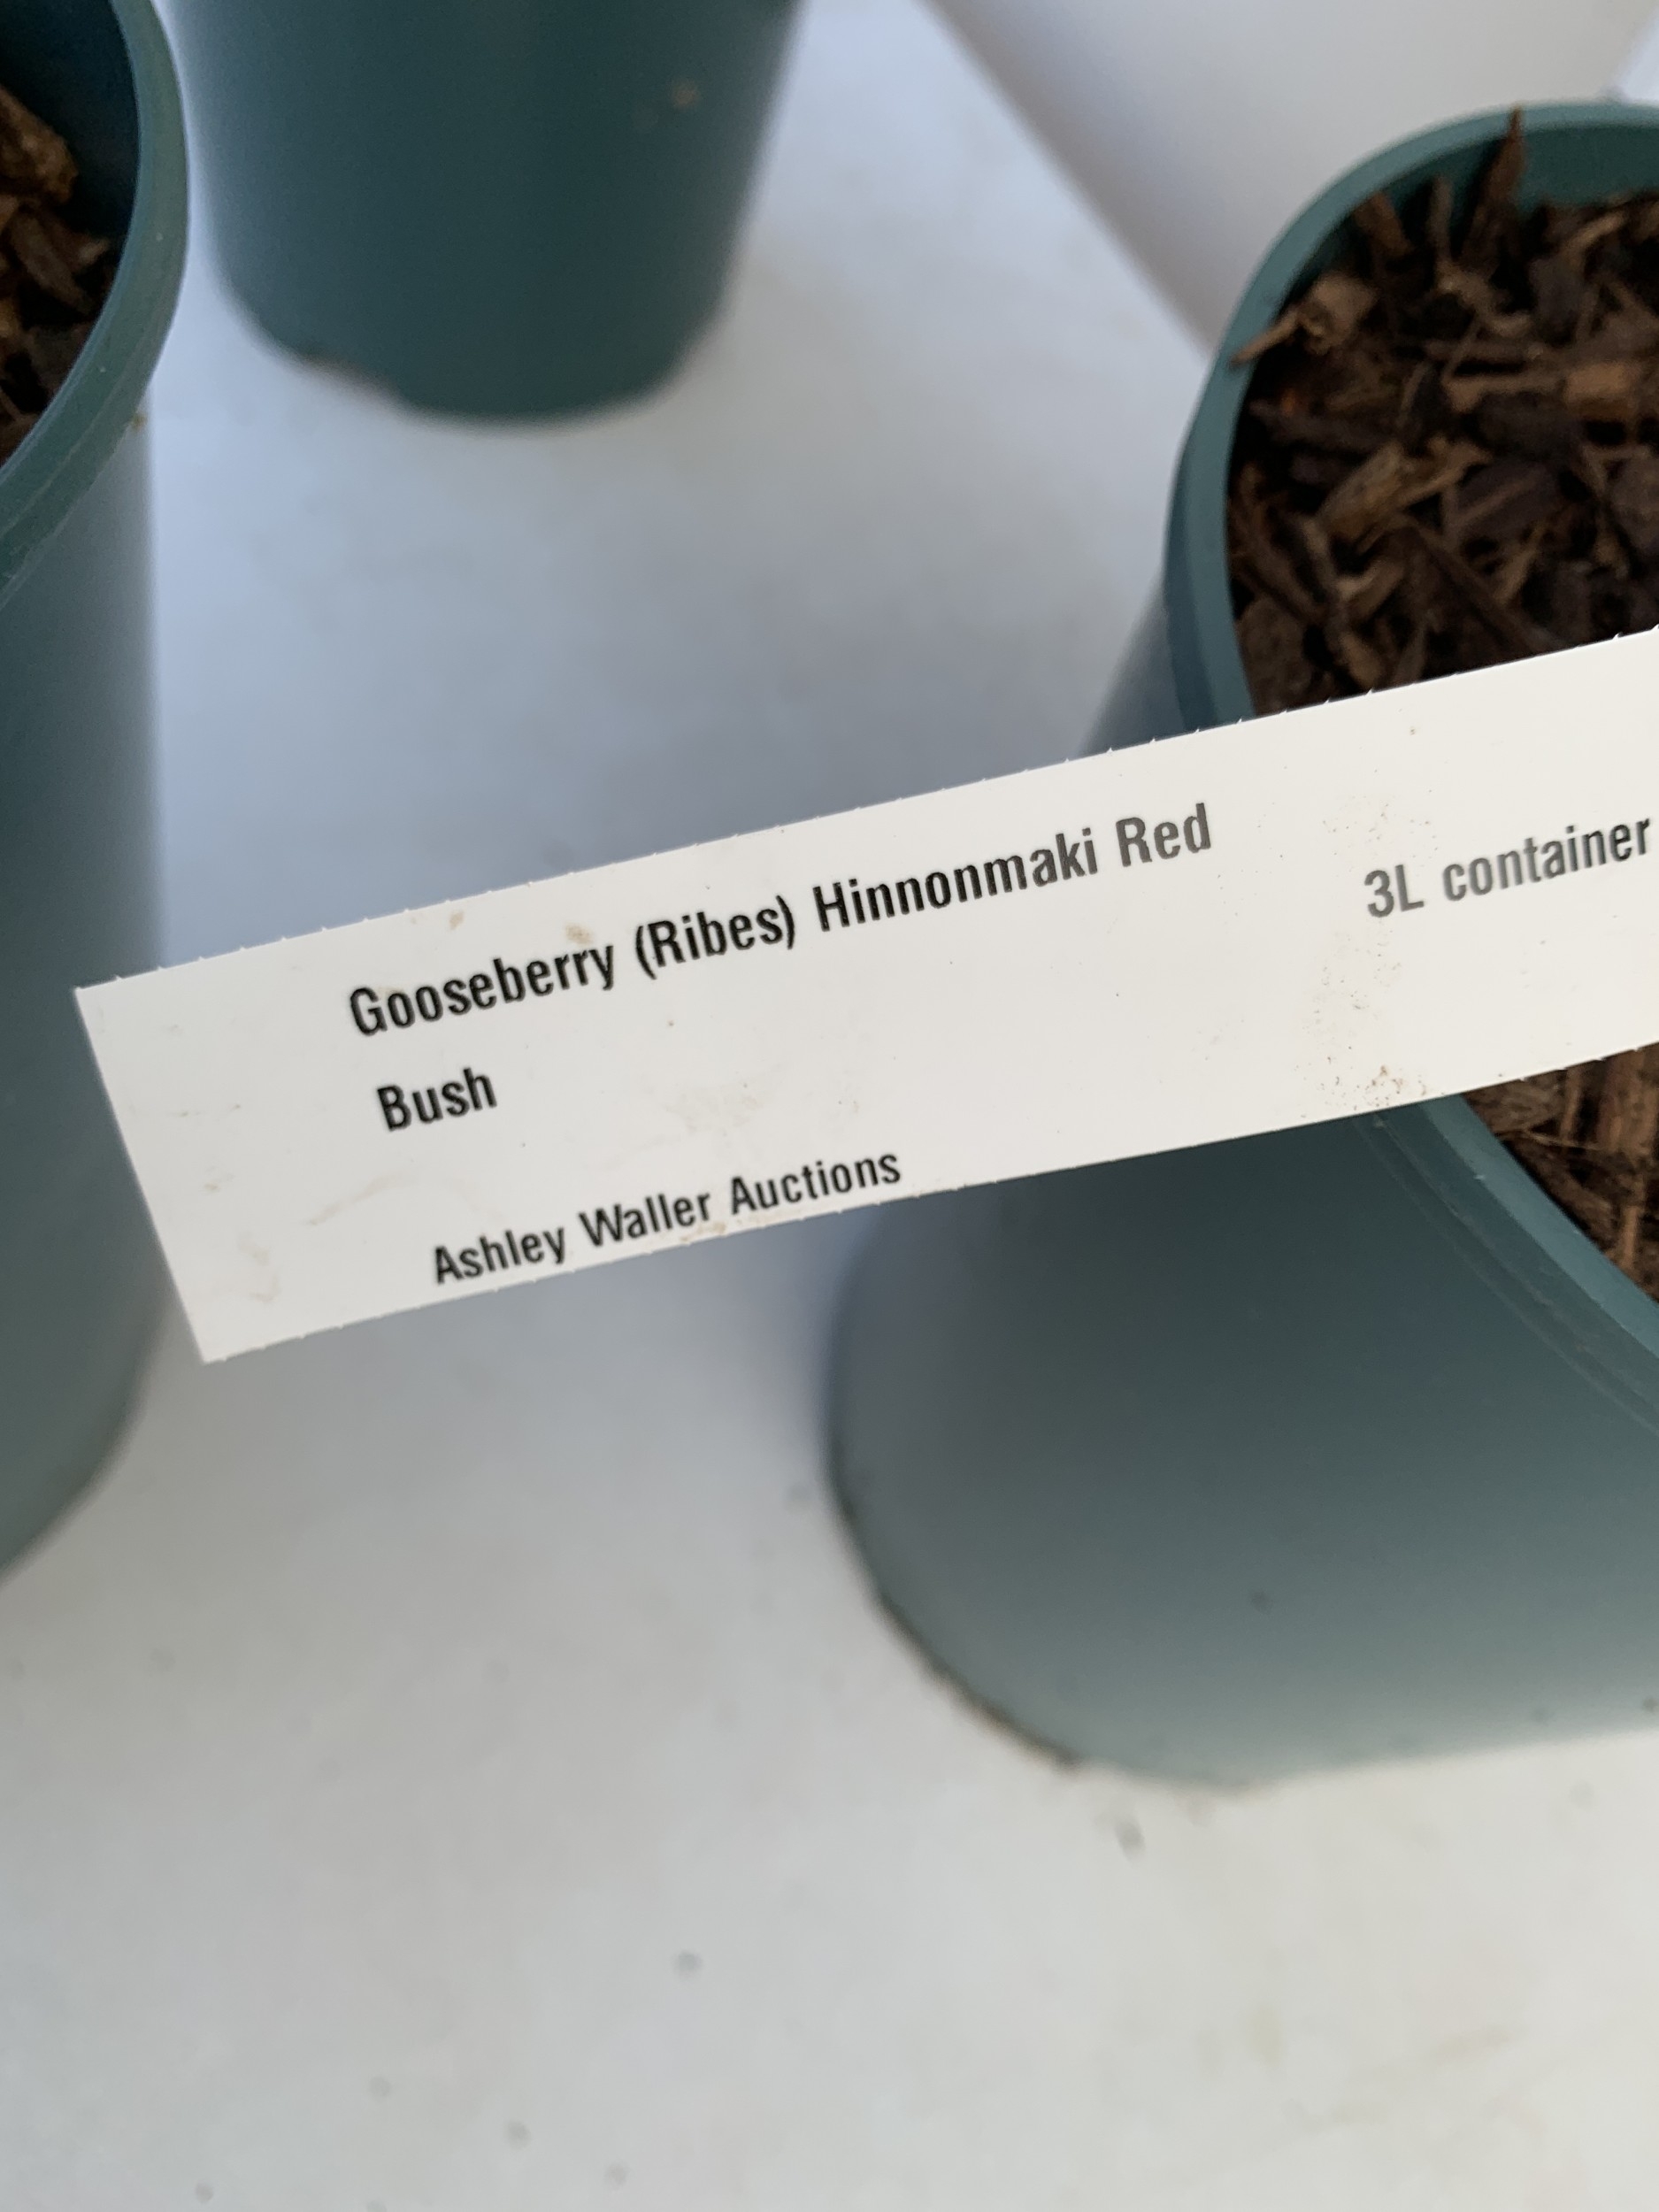 Gooseberry (Ribes) Hinnonmaki Red
3L container
Bush
Ashley Waller Auctions